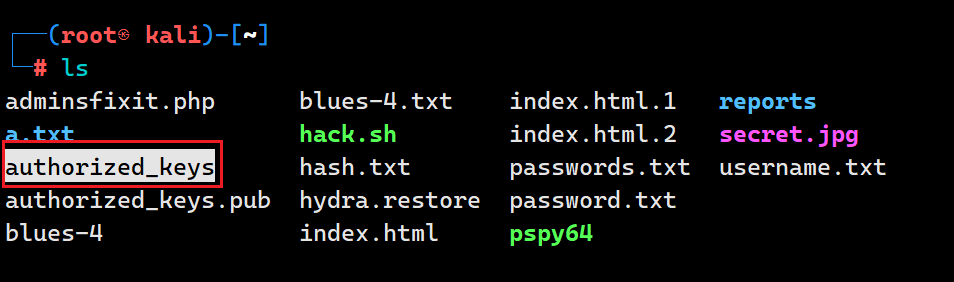 (root㉿ kali)-[~]
# ls
adminsfixit.php blues-4.txt index.html.1 reports
a.txt hack.sh index.html.2 secret.jpg
authorized_keys hash.txt passwords.txt username.txt
authorized_keys.pub hydra.restore password.txt
blues-4 index.html pspy64